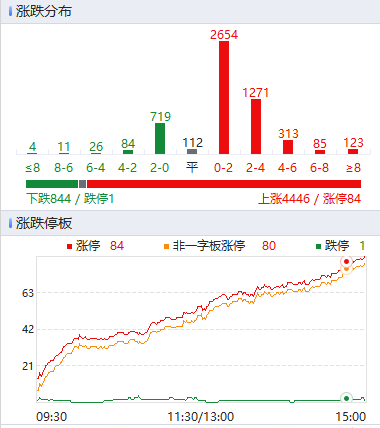 涨跌分布
4 11 26 84 719 112 2654 1271 313 85 123
≤8 8-6 6-4 4-2 2-0 平 0-2 2-4 4-6 6-8 ≥8
下跌844 / 跌停1 上涨4446 / 涨停84
涨跌停板
涨停 84 非一字板涨停 80 跌停 1
63
42
21
09:30 11:30/13:00 15:00